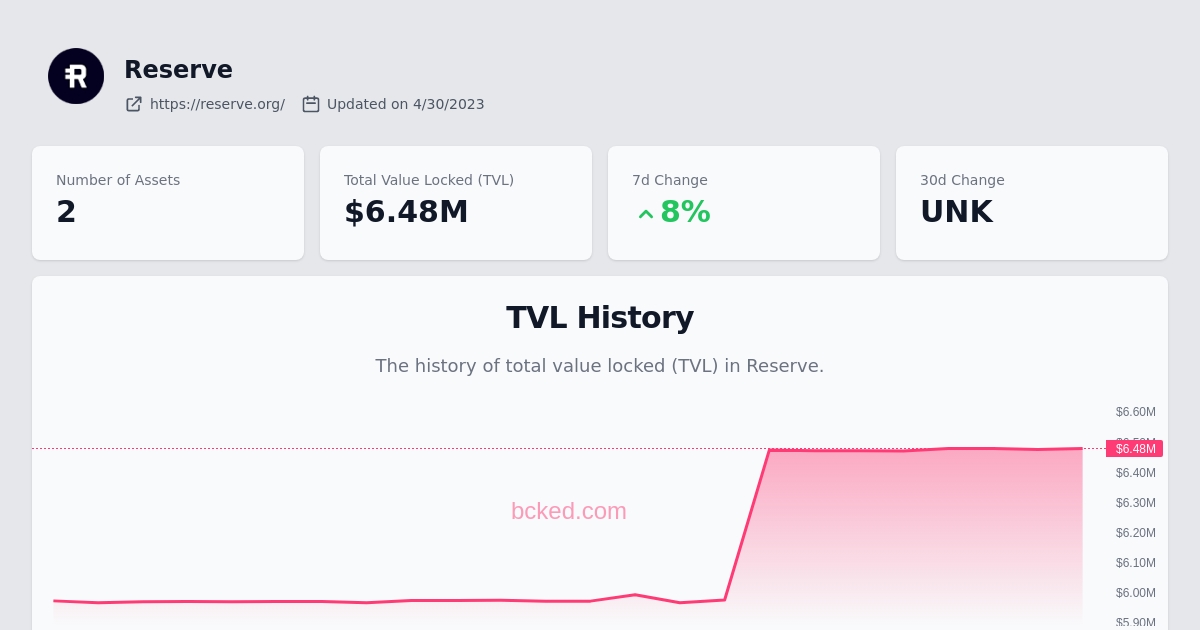 Reserve
https://reserve.org/ Updated on 4/30/2023
Number of Assets
2
Total Value Locked (TVL)
$6.48M
7d Change
8%
30d Change
UNK
TVL History
The history of total value locked (TVL) in Reserve.
bcked.com
$6.60M
$6.48M
$6.40M
$6.30M
$6.20M
$6.10M
$6.00M
$5.90M